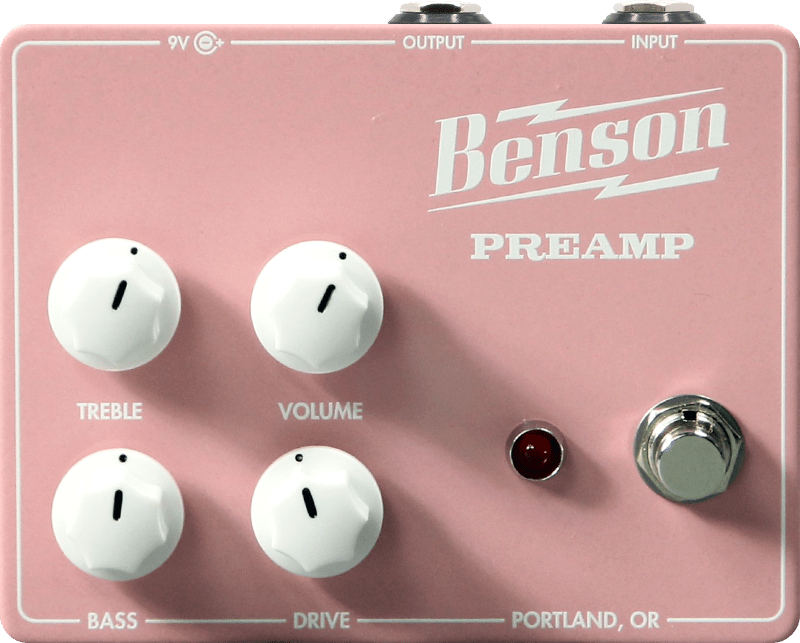 9V - +
OUTPUT
INPUT
Benson
PREAMP
TREBLE
VOLUME
BASS
DRIVE
PORTLAND, OR